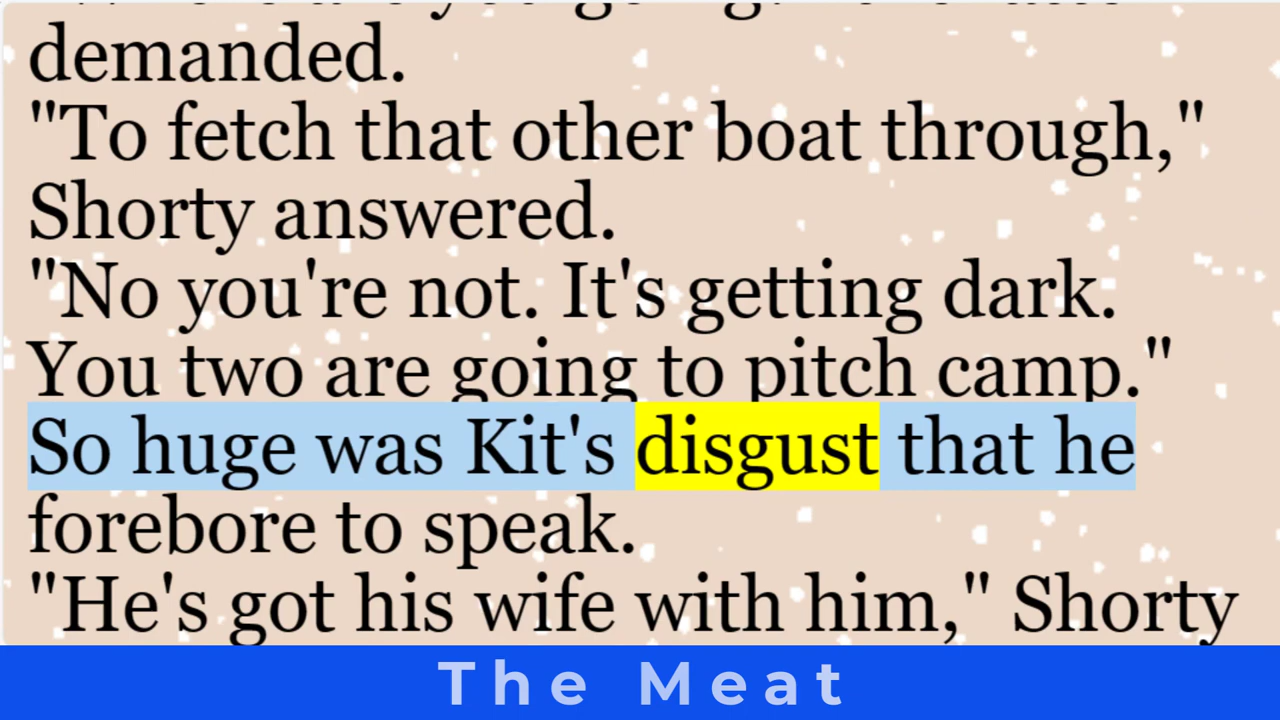 demanded.
"To fetch that other boat through,"
Shorty answered.
"No you're not. It's getting dark.
You two are going to pitch camp."
So huge was Kit's disgust that he
forebore to speak.
"He's got his wife with him," Shorty
The Meat